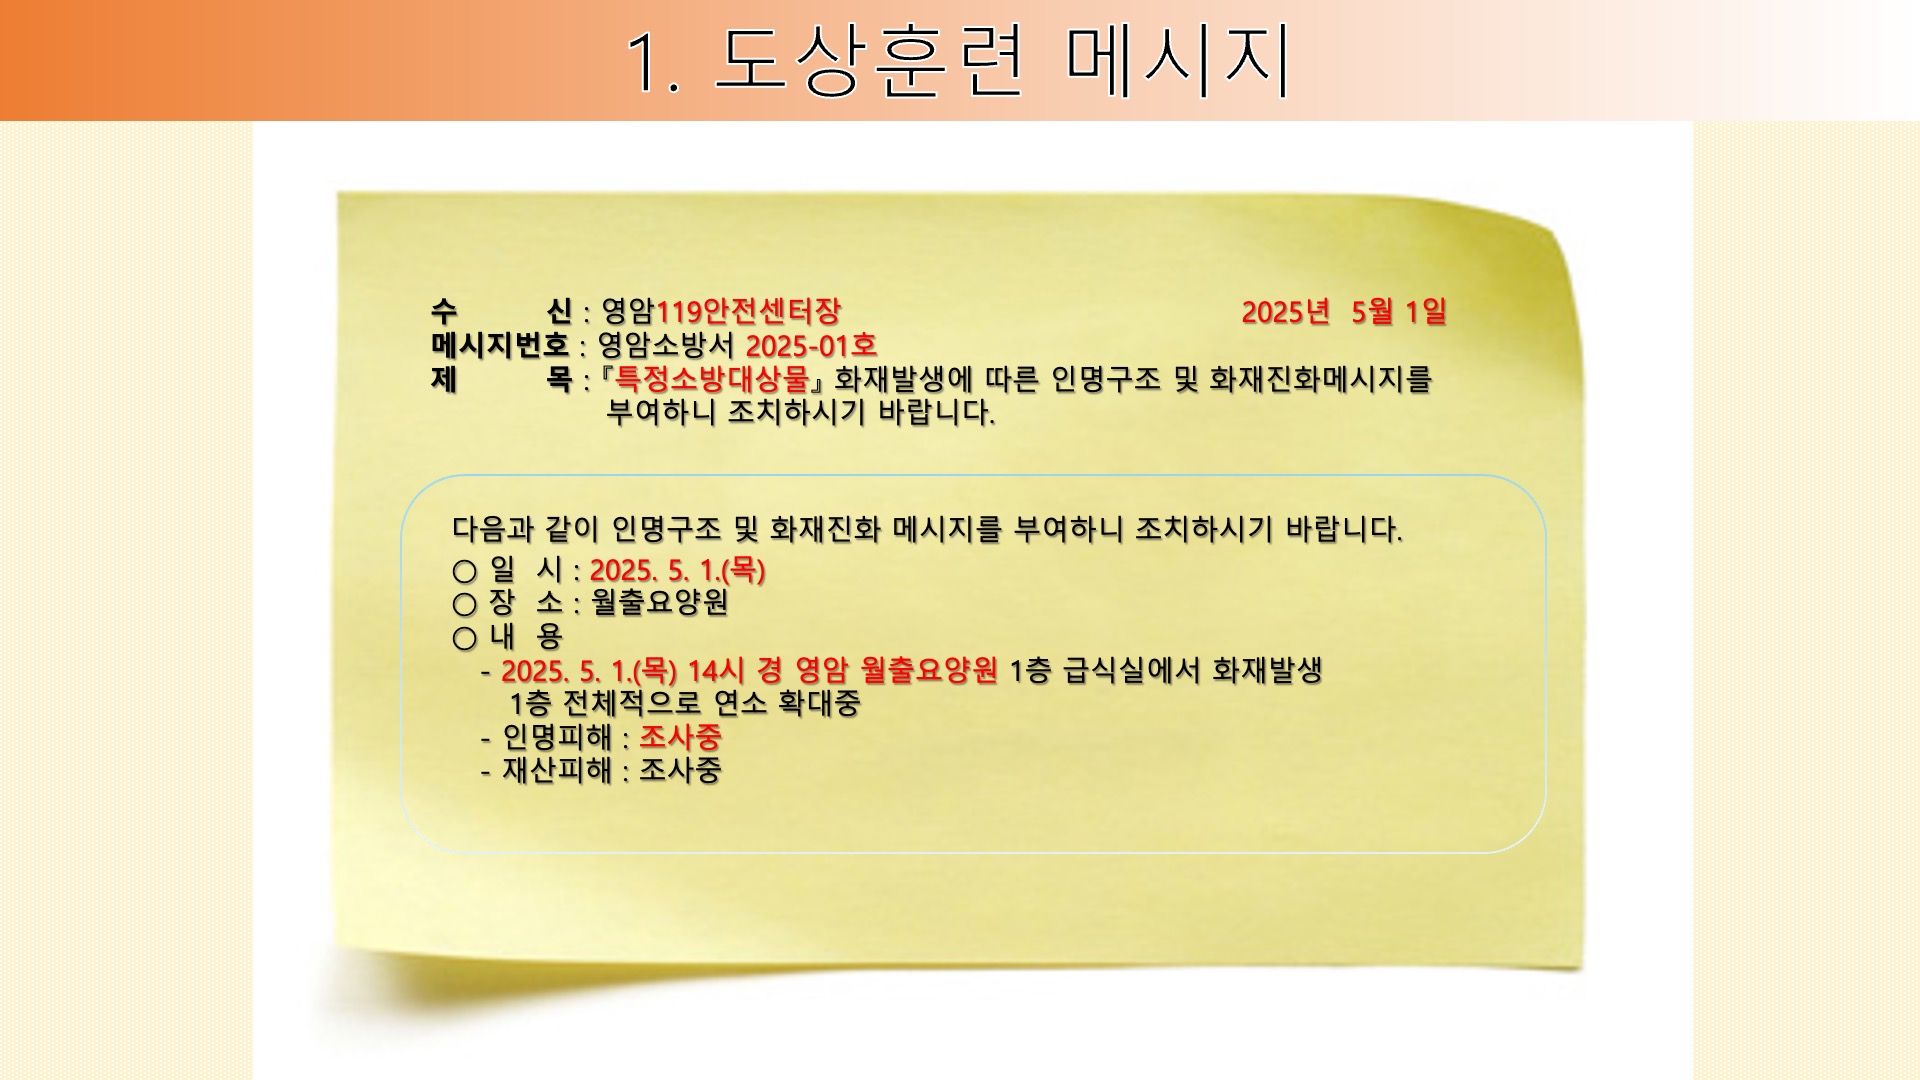 1. 도상훈련 메시지
수 신 : 영암119안전센터장 2025년 5월 1일
메시지번호 : 영암소방서 2025-01호
제 목 : 『특정소방대상물』 화재발생에 따른 인명구조 및 화재진화메시지를
부여하니 조치하시기 바랍니다.
다음과 같이 인명구조 및 화재진화 메시지를 부여하니 조치하시기 바랍니다.
○ 일 시 : 2025. 5. 1.(목)
○ 장 소 : 월출요양원
○ 내 용
- 2025. 5. 1.(목) 14시 경 영암 월출요양원 1층 급식실에서 화재발생
1층 전체적으로 연소 확대중
- 인명피해 : 조사중
- 재산피해 : 조사중